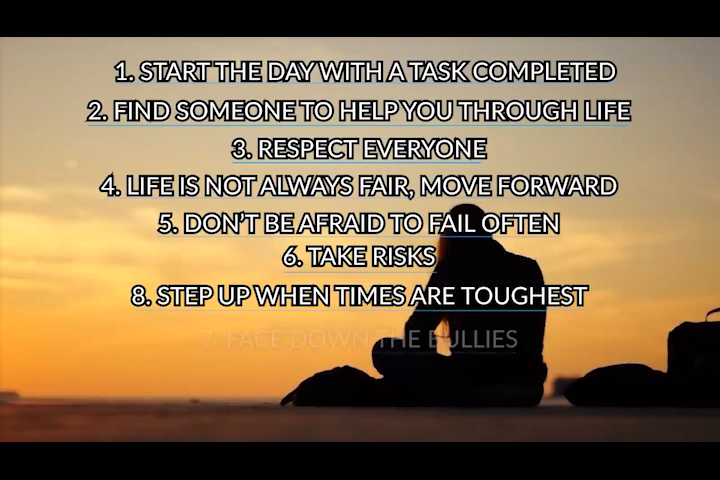 1. START THE DAY WITH A TASK COMPLETED
2. FIND SOMEONE TO HELP YOU THROUGH LIFE
3. RESPECT EVERYONE
4. LIFE IS NOT ALWAYS FAIR, MOVE FORWARD
5. DON'T BE AFRAID TO FAIL OFTEN
6. TAKE RISKS
8. STEP UP WHEN TIMES ARE TOUGHEST
7. FACE DOWN THE BULLIES